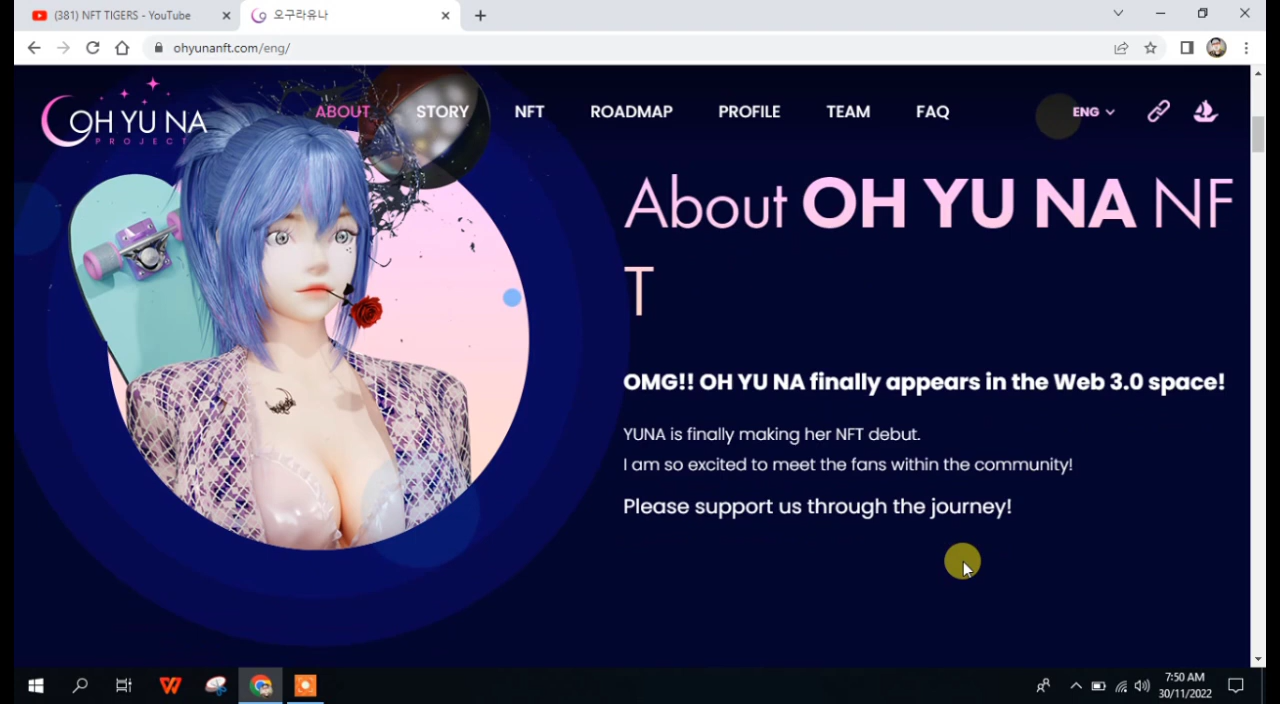 (381) NFT TIGERS - YouTube
오구라유나
ohyunanft.com/eng/
OH YU NA
PROJECT
ABOUT
STORY
NFT
ROADMAP
PROFILE
TEAM
FAQ
ENG
About OH YU NA NF
T
OMG!! OH YU NA finally appears in the Web 3.0 space!
YUNA is finally making her NFT debut.
I am so excited to meet the fans within the community!
Please support us through the journey!
7:50 AM
30/11/2022